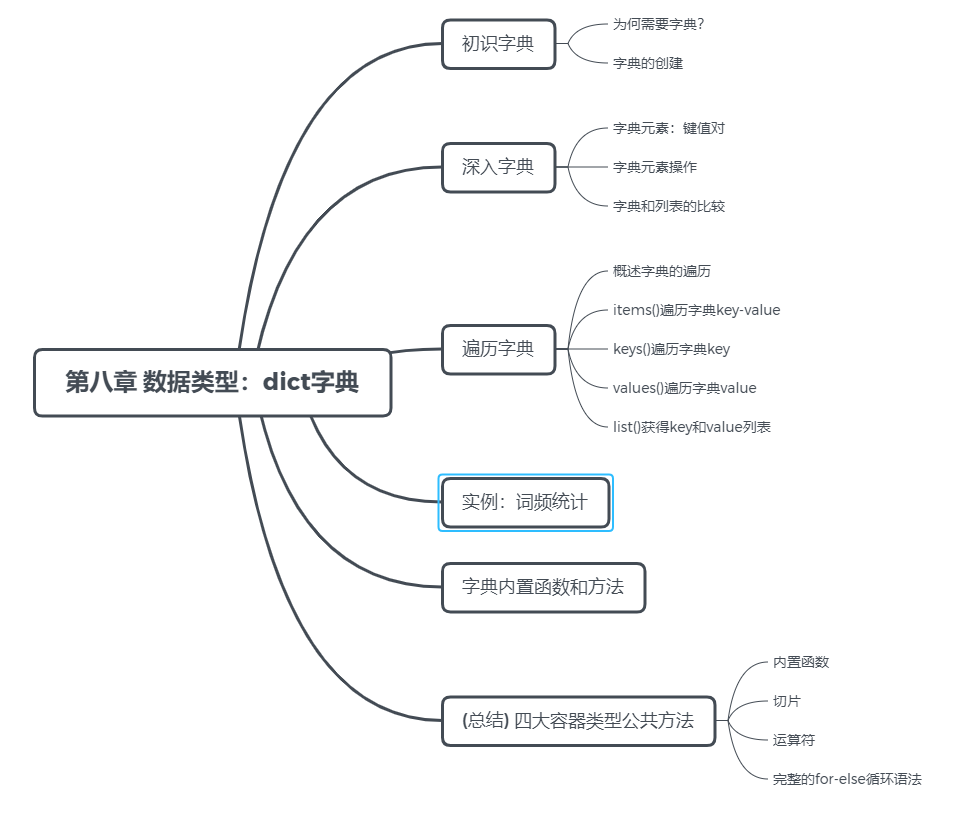 第八章 数据类型：dict字典
初识字典
为何需要字典?
字典的创建
深入字典
字典元素：键值对
字典元素操作
字典和列表的比较
遍历字典
概述字典的遍历
items()遍历字典key-value
keys()遍历字典key
values()遍历字典value
list()获得key和value列表
实例：词频统计
字典内置函数和方法
(总结) 四大容器类型公共方法
内置函数
切片
运算符
完整的for-else循环语法